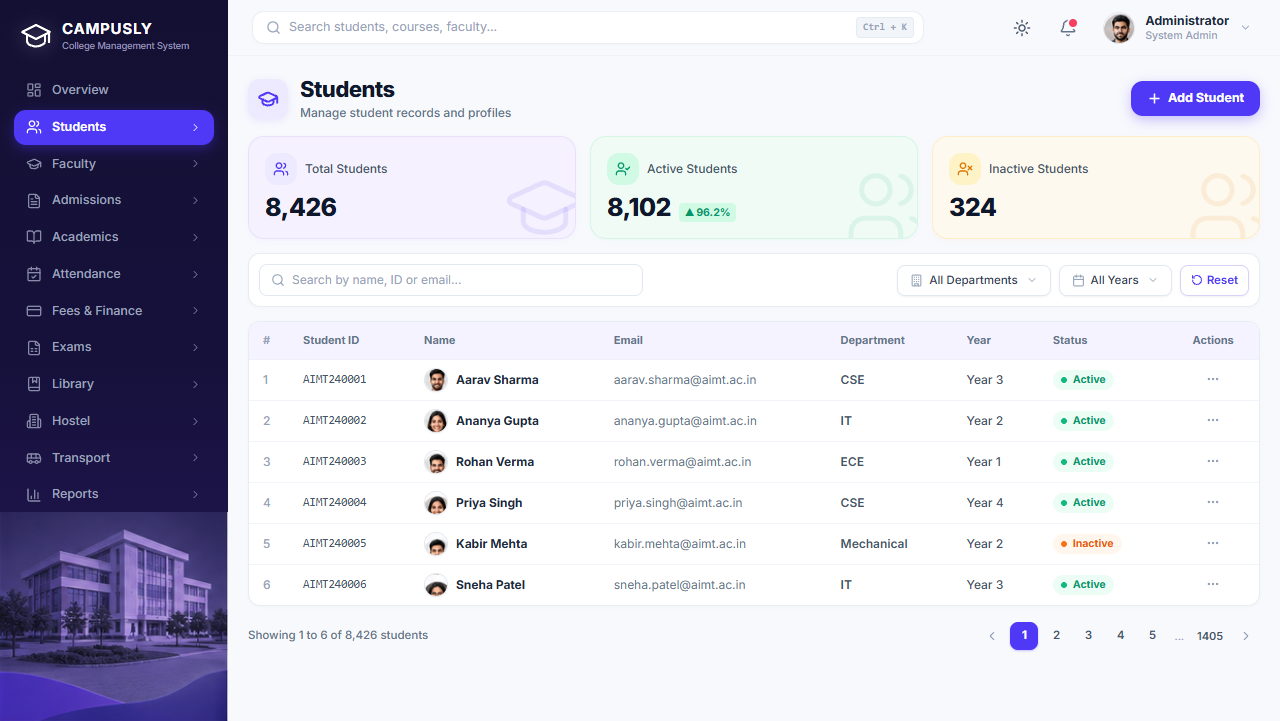 CAMPUSLY
College Management System
Overview
Students
Faculty
Admissions
Academics
Attendance
Fees & Finance
Exams
Library
Hostel
Transport
Reports
Search students, courses, faculty...
Ctrl + K
Administrator
System Admin
Students
Manage student records and profiles
+ Add Student
Total Students
8,426
Active Students
8,102 ▲ 96.2%
Inactive Students
324
Search by name, ID or email...
All Departments
All Years
Reset
# Student ID Name Email Department Year Status Actions
1 AIMT240001 Aarav Sharma aarav.sharma@aimt.ac.in CSE Year 3 Active ...
2 AIMT240002 Ananya Gupta ananya.gupta@aimt.ac.in IT Year 2 Active ...
3 AIMT240003 Rohan Verma rohan.verma@aimt.ac.in ECE Year 1 Active ...
4 AIMT240004 Priya Singh priya.singh@aimt.ac.in CSE Year 4 Active ...
5 AIMT240005 Kabir Mehta kabir.mehta@aimt.ac.in Mechanical Year 2 Inactive ...
6 AIMT240006 Sneha Patel sneha.patel@aimt.ac.in IT Year 3 Active ...
Showing 1 to 6 of 8,426 students
1 2 3 4 5 ... 1405